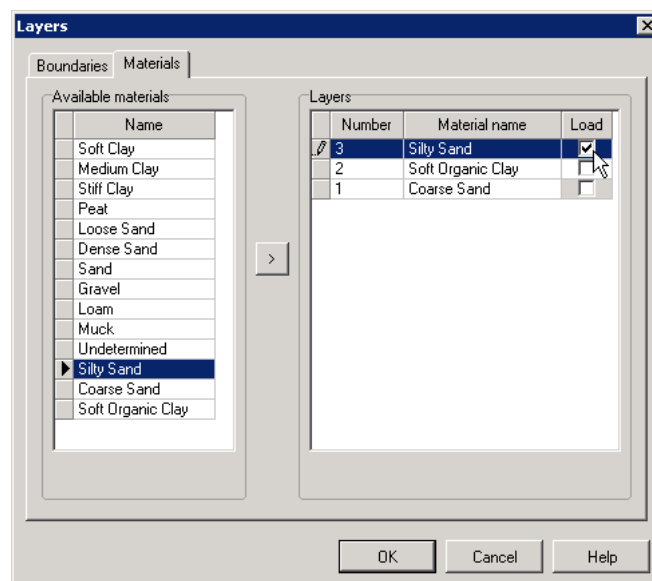 Layers
Boundaries Materials
Available materials
Name
Soft Clay
Medium Clay
Stiff Clay
Peat
Loose Sand
Dense Sand
Sand
Gravel
Loam
Muck
Undetermined
Silty Sand
Coarse Sand
Soft Organic Clay
>
Layers
Number Material name Load
3 Silty Sand
2 Soft Organic Clay
1 Coarse Sand
OK Cancel Help